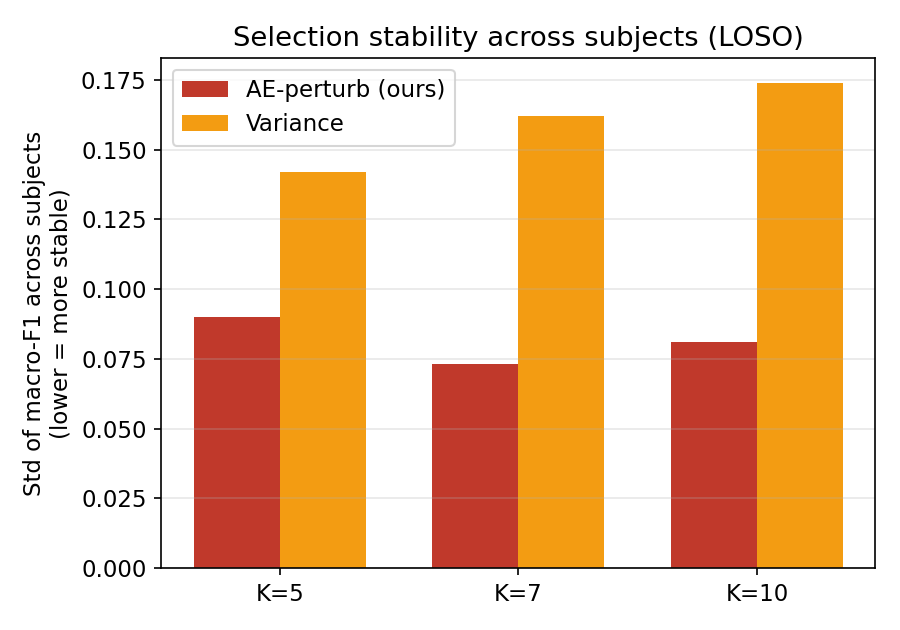 Selection stability across subjects (LOSO)
AE-perturb (ours)
Variance
Std of macro-F1 across subjects
(lower = more stable)
0.175
0.150
0.125
0.100
0.075
0.050
0.025
0.000
K=5
K=7
K=10